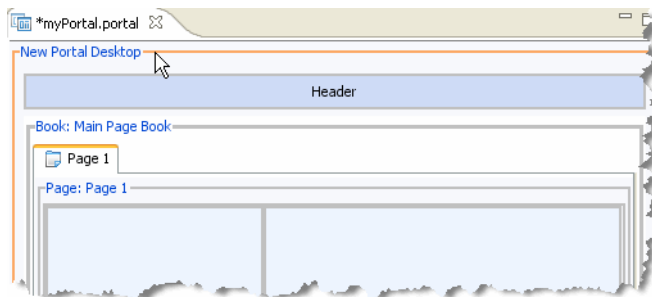 *myPortal.portal
New Portal Desktop
Header
Book: Main Page Book
Page 1
Page: Page 1